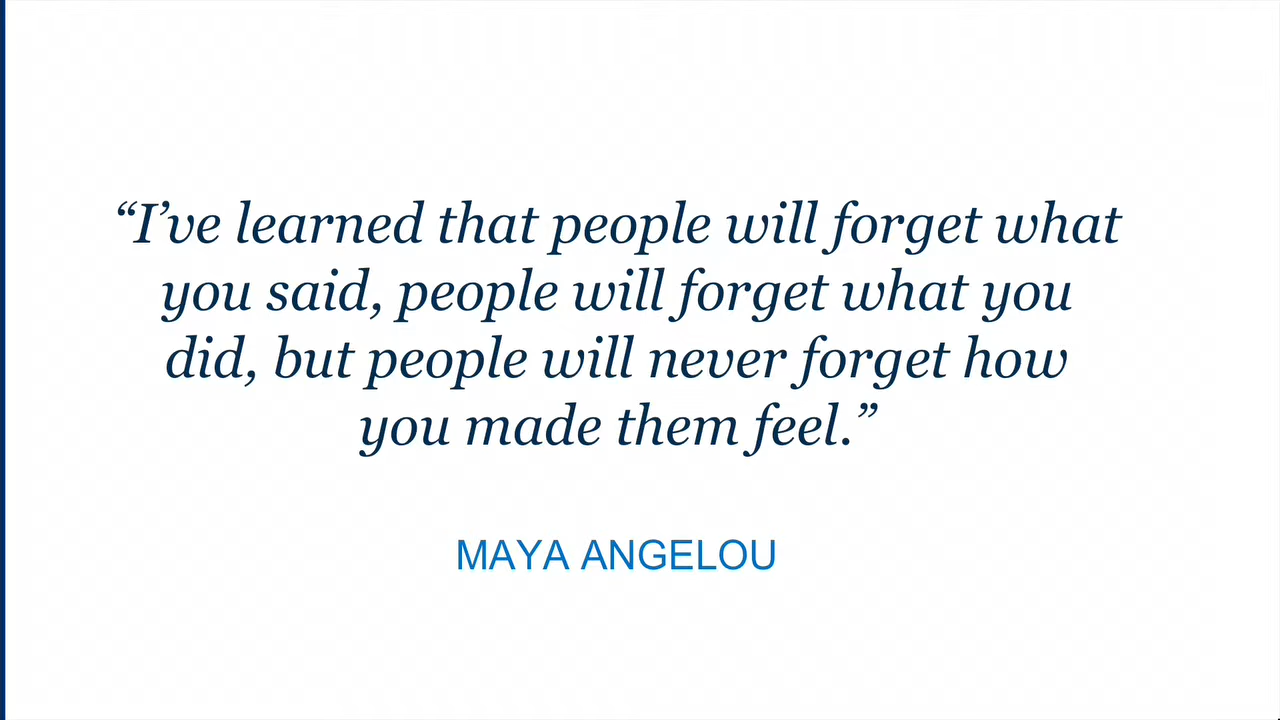 “I’ve learned that people will forget what
you said, people will forget what you
did, but people will never forget how
you made them feel.”
MAYA ANGELOU